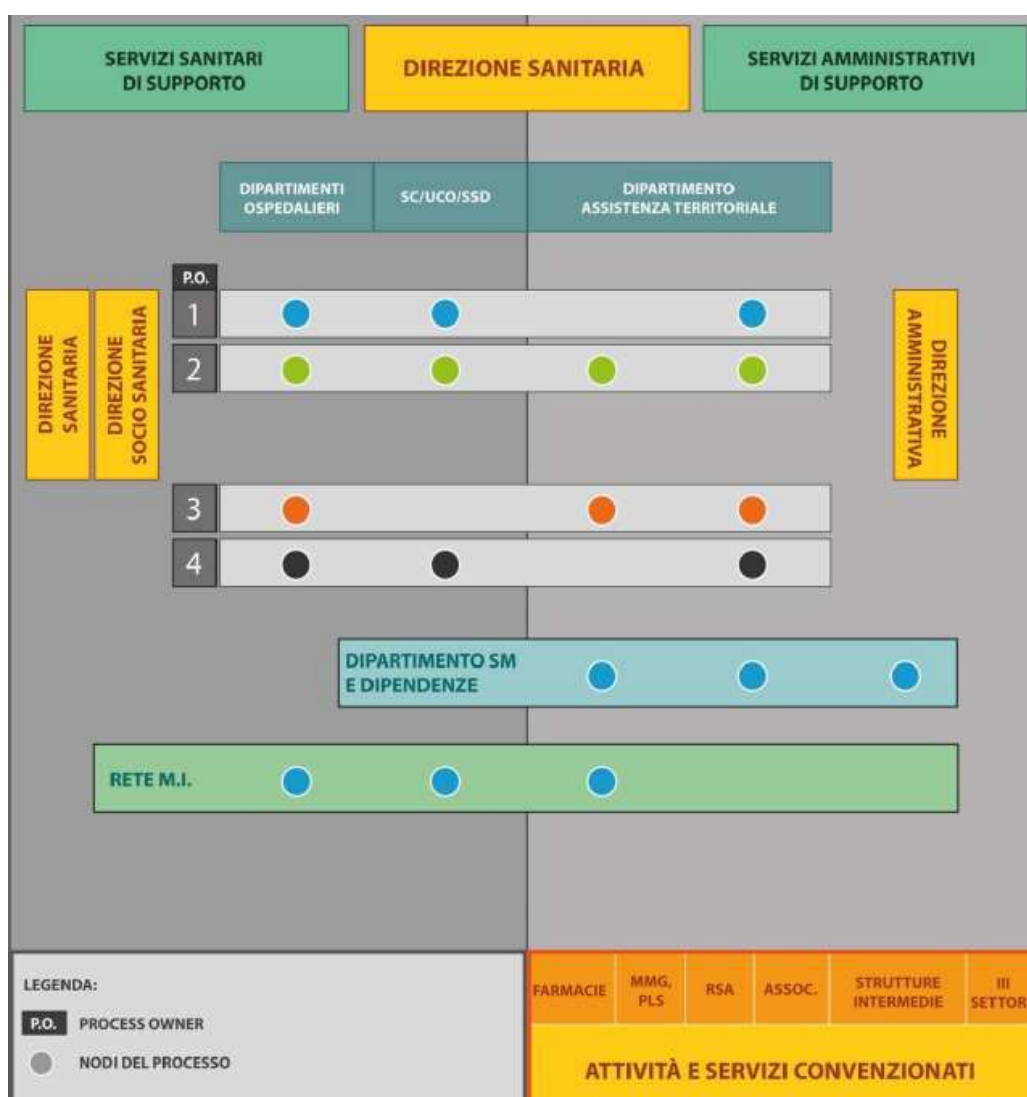 SERVIZI SANITARI
DI SUPPORTO
DIREZIONE SANITARIA
SERVIZI AMMINISTRATIVI
DI SUPPORTO
DIPARTIMENTI
OSPEDALIERI
SC/UCO/SSD
DIPARTIMENTO
ASSISTENZA TERRITORIALE
P.O.
1
2
3
4
DIREZIONE
SANITARIA
DIREZIONE
SOCIO SANITARIA
DIREZIONE
AMMINISTRATIVA
DIPARTIMENTO SM
E DIPENDENZE
RETE M.I.
LEGENDA:
P.O. PROCESS OWNER
NODI DEL PROCESSO
FARMACIE
MMG,
PLS
RSA
ASSOC.
STRUTTURE
INTERMEDIE
III
SETTOR
ATTIVITÀ E SERVIZI CONVENZIONATI